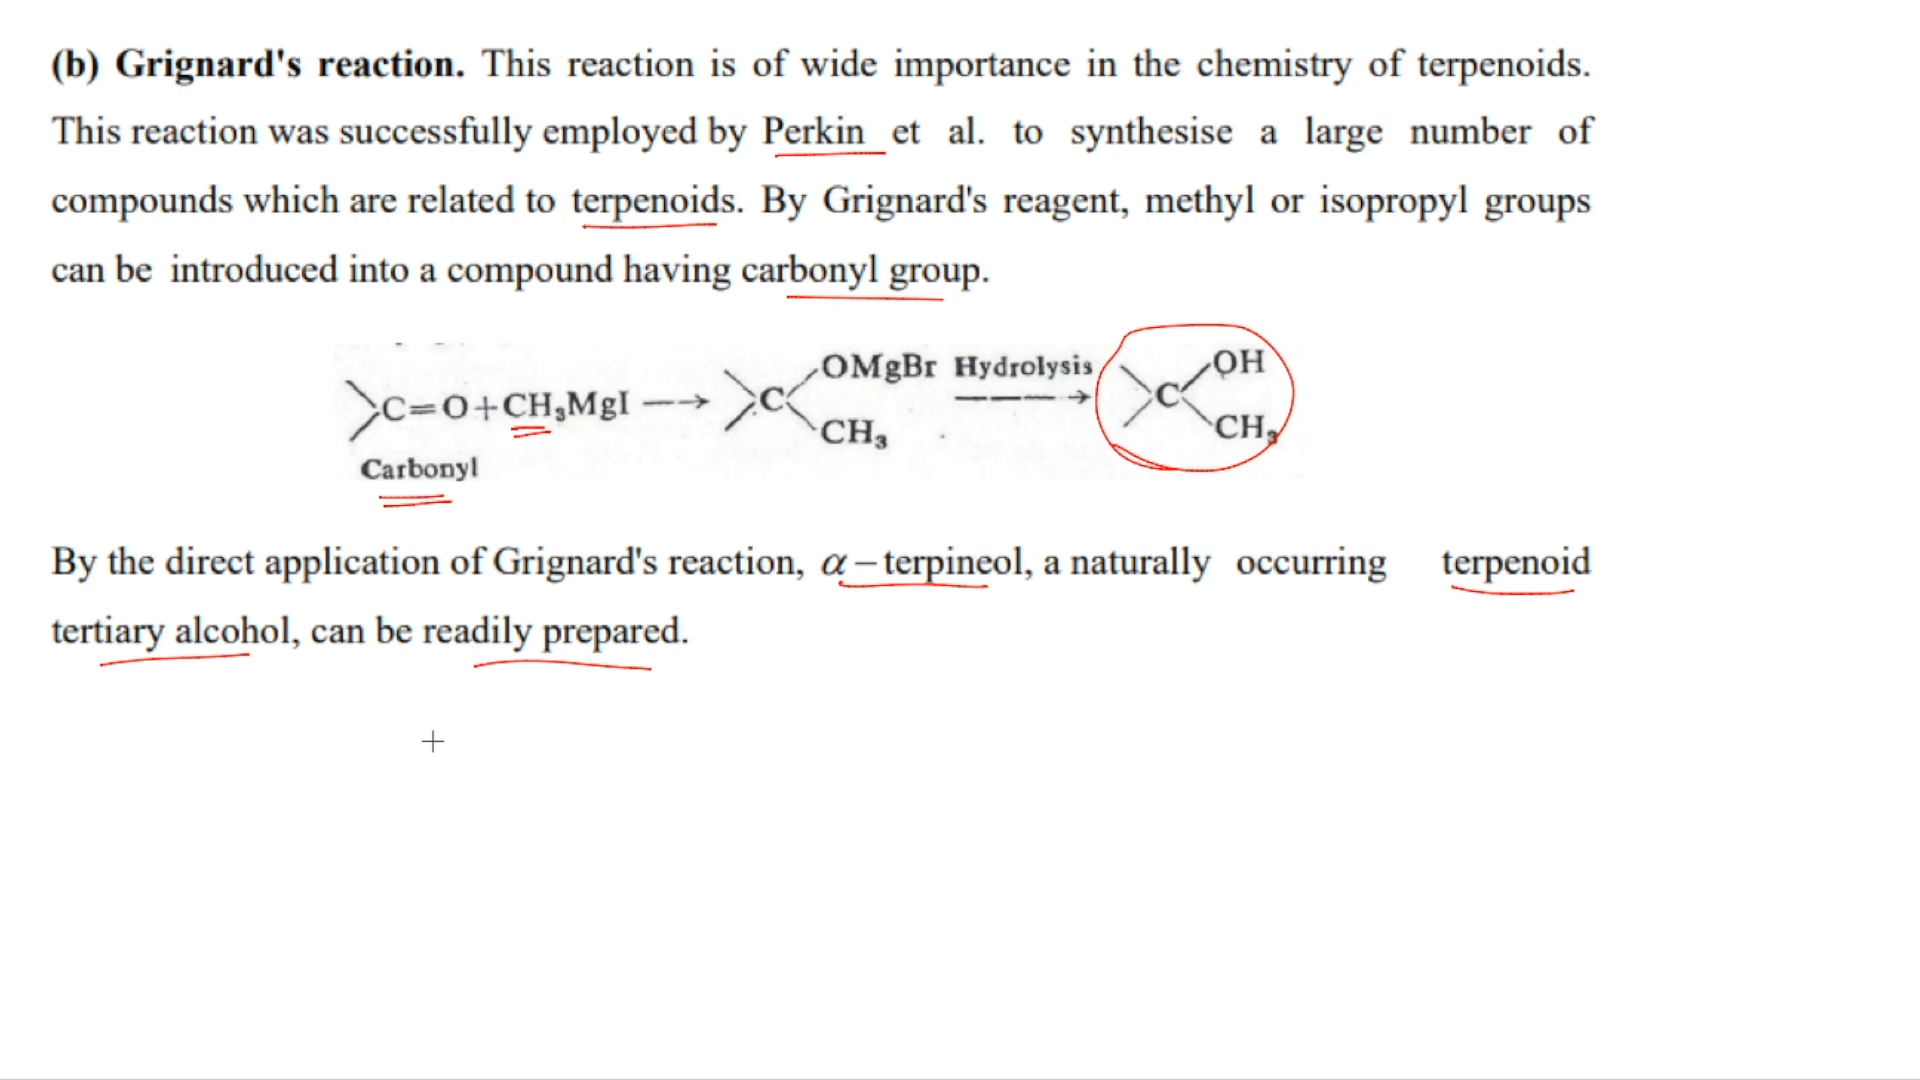 (b) Grignard's reaction. This reaction is of wide importance in the chemistry of terpenoids.
This reaction was successfully employed by Perkin et al. to synthesise a large number of
compounds which are related to terpenoids. By Grignard's reagent, methyl or isopropyl groups
can be introduced into a compound having carbonyl group.
OMgBr Hydrolysis OH
C=O+CH₃MgI ⟶ C ⟶ C
CH₃ CH₃
Carbonyl
By the direct application of Grignard's reaction, α – terpineol, a naturally occurring terpenoid
tertiary alcohol, can be readily prepared.